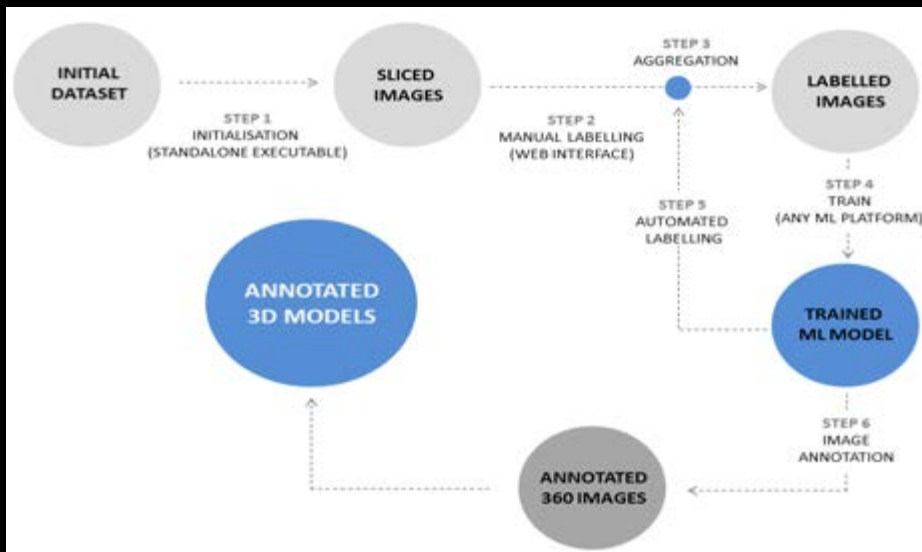 INITIAL
DATASET
STEP 1
INITIALISATION
(STANDALONE EXECUTABLE)
SLICED
IMAGES
STEP 2
MANUAL LABELLING
(WEB INTERFACE)
STEP 3
AGGREGATION
LABELLED
IMAGES
STEP 4
TRAIN
(ANY ML PLATFORM)
STEP 5
AUTOMATED
LABELLING
TRAINED
ML MODEL
STEP 6
IMAGE
ANNOTATION
ANNOTATED
360 IMAGES
ANNOTATED
3D MODELS